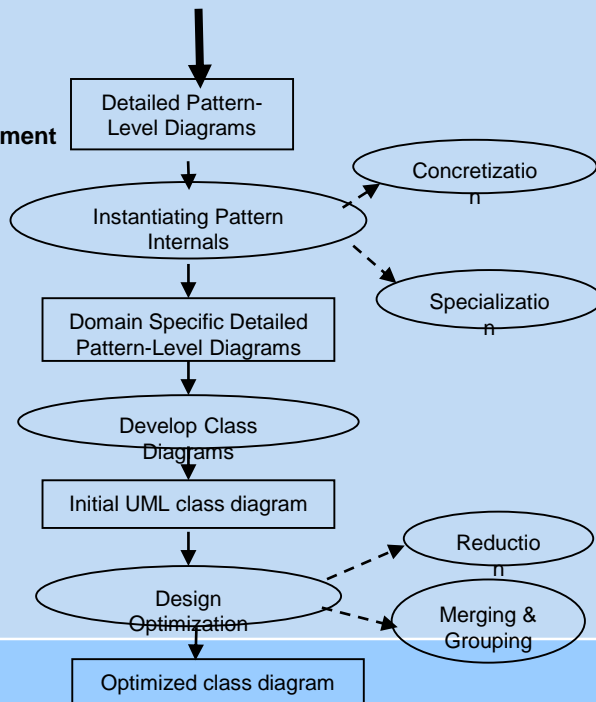 Detailed Pattern-
Level Diagrams
ment
Concretizatio
n
Instantiating Pattern
Internals
Specializatio
n
Domain Specific Detailed
Pattern-Level Diagrams
Develop Class
Diagrams
Initial UML class diagram
Reductio
n
Design
Optimization
Merging &
Grouping
Optimized class diagram